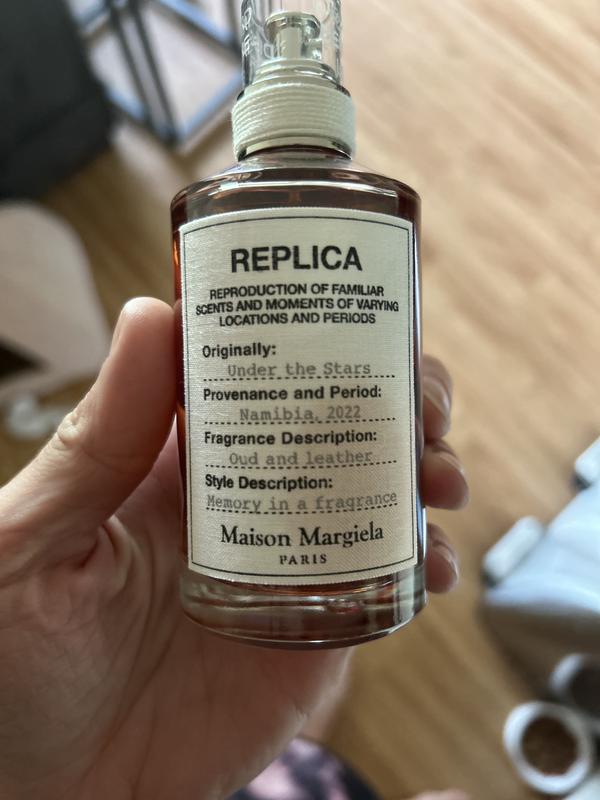 REPLICA
REPRODUCTION OF FAMILIAR
SCENTS AND MOMENTS OF VARYING
LOCATIONS AND PERIODS
Originally:
Under the Stars
Provenance and Period:
Namibia, 2022
Fragrance Description:
Oud and leather
Style Description:
Memory in a fragrance
Maison Margiela
PARIS